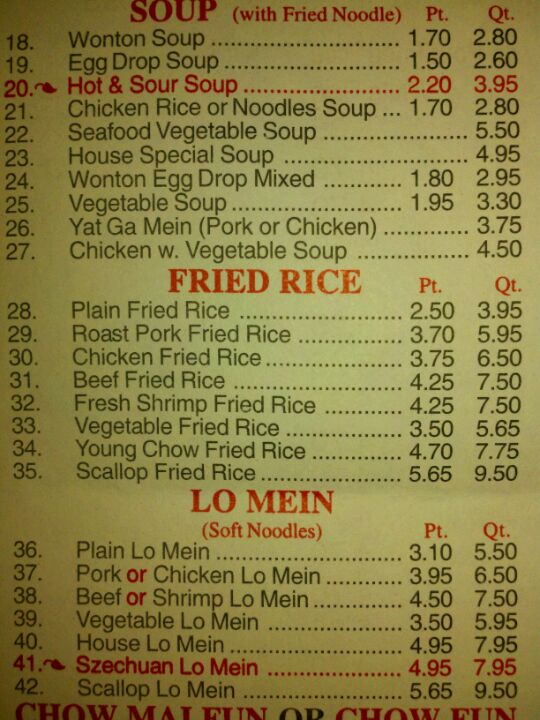 SOUP (with Fried Noodle) Pt. Qt.
18. Wonton Soup ........................ 1.70 2.80
19. Egg Drop Soup ...................... 1.50 2.60
20. Hot & Sour Soup .................... 2.20 3.95
21. Chicken Rice or Noodles Soup ... 1.70 2.80
22. Seafood Vegetable Soup ...................... 5.50
23. House Special Soup ........................... 4.95
24. Wonton Egg Drop Mixed ............ 1.80 2.95
25. Vegetable Soup ..................... 1.95 3.30
26. Yat Ga Mein (Pork or Chicken) ............. 3.75
27. Chicken w. Vegetable Soup ................ 4.50
FRIED RICE Pt. Qt.
28. Plain Fried Rice ...................... 2.50 3.95
29. Roast Pork Fried Rice .............. 3.70 5.95
30. Chicken Fried Rice .................. 3.75 6.50
31. Beef Fried Rice ....................... 4.25 7.50
32. Fresh Shrimp Fried Rice .......... 4.25 7.50
33. Vegetable Fried Rice ............... 3.50 5.65
34. Young Chow Fried Rice ............ 4.70 7.75
35. Scallop Fried Rice ................... 5.65 9.50
LO MEIN
(Soft Noodles) Pt. Qt.
36. Plain Lo Mein ......................... 3.10 5.50
37. Pork or Chicken Lo Mein .......... 3.95 6.50
38. Beef or Shrimp Lo Mein ............ 4.50 7.50
39. Vegetable Lo Mein .................. 3.50 5.95
40. House Lo Mein ....................... 4.95 7.95
41. Szechuan Lo Mein .................. 4.95 7.95
42. Scallop Lo Mein ...................... 5.65 9.50
CHOW MAI FUN OR CHOW FUN